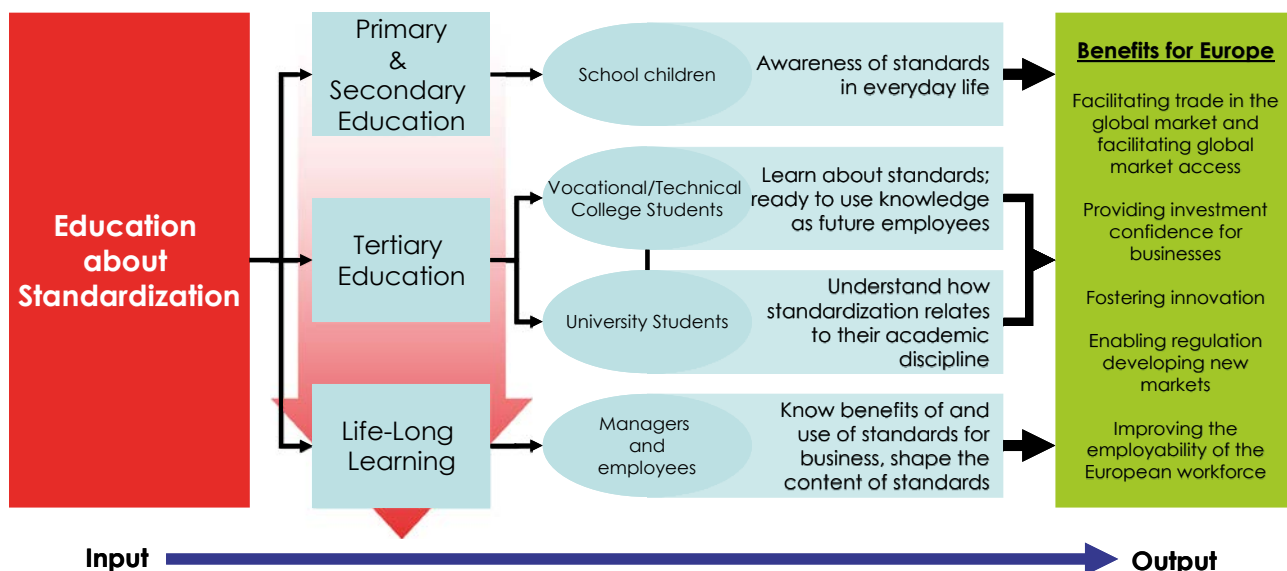 Education
about
Standardization
Primary
&
Secondary
Education
Tertiary
Education
Life-Long
Learning
School children
Awareness of standards
in everyday life
Vocational/Technical
College Students
Learn about standards;
ready to use knowledge
as future employees
University Students
Understand how
standardization relates
to their academic
discipline
Managers
and
employees
Know benefits of and
use of standards for
business, shape the
content of standards
Benefits for Europe
Facilitating trade in the
global market and
facilitating global
market access
Providing investment
confidence for
businesses
Fostering innovation
Enabling regulation
developing new
markets
Improving the
employability of the
European workforce
Input
Output